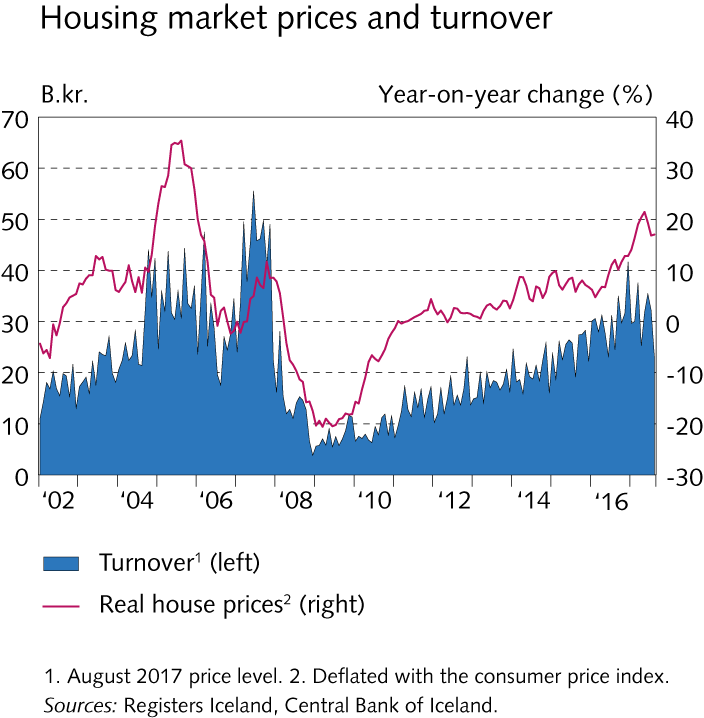 Housing market prices and turnover
B.kr. Year-on-year change (%)
70 40
60 30
50 20
40 10
30 0
20 -10
10 -20
0 -30
‘02 ‘04 ‘06 ‘08 ‘10 ‘12 ‘14 ‘16
Turnover¹ (left)
Real house prices² (right)
1. August 2017 price level. 2. Deflated with the consumer price index.
Sources: Registers Iceland, Central Bank of Iceland.